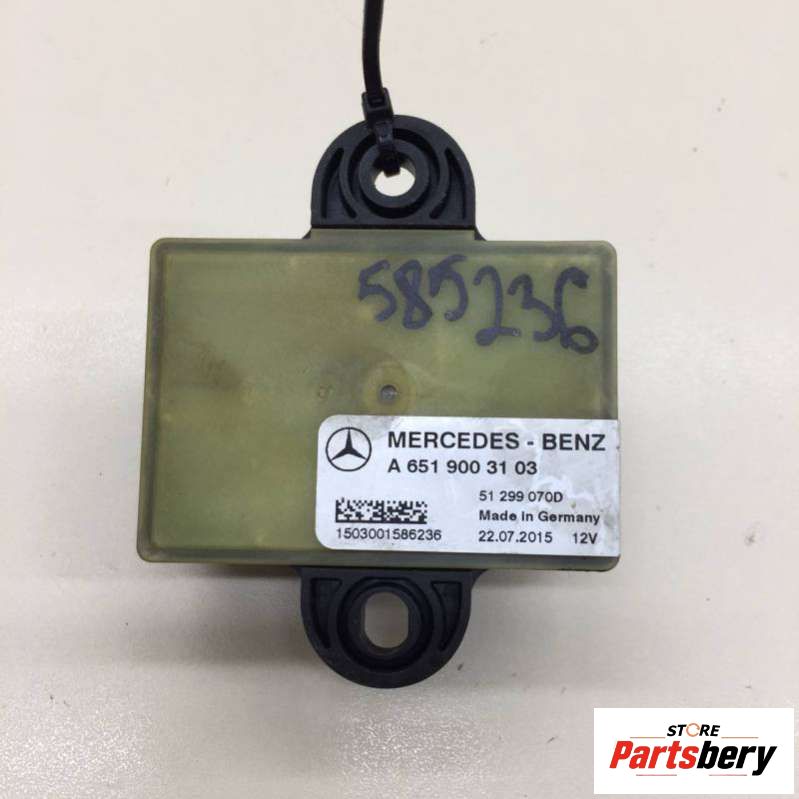 585236
MERCEDES - BENZ
A 651 900 31 03
51 299 070D
Made in Germany
1503001586236 22.07.2015 12V
STORE
Partsbery